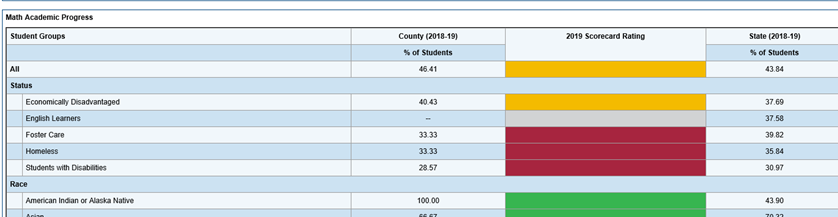 Math Academic Progress
Student Groups County (2018-19) 2019 Scorecard Rating State (2018-19)
% of Students % of Students
All 46.41 43.84
Status
Economically Disadvantaged 40.43 37.69
English Learners -- 37.58
Foster Care 33.33 39.82
Homeless 33.33 35.84
Students with Disabilities 28.57 30.97
Race
American Indian or Alaska Native 100.00 43.90
Asian 66.67